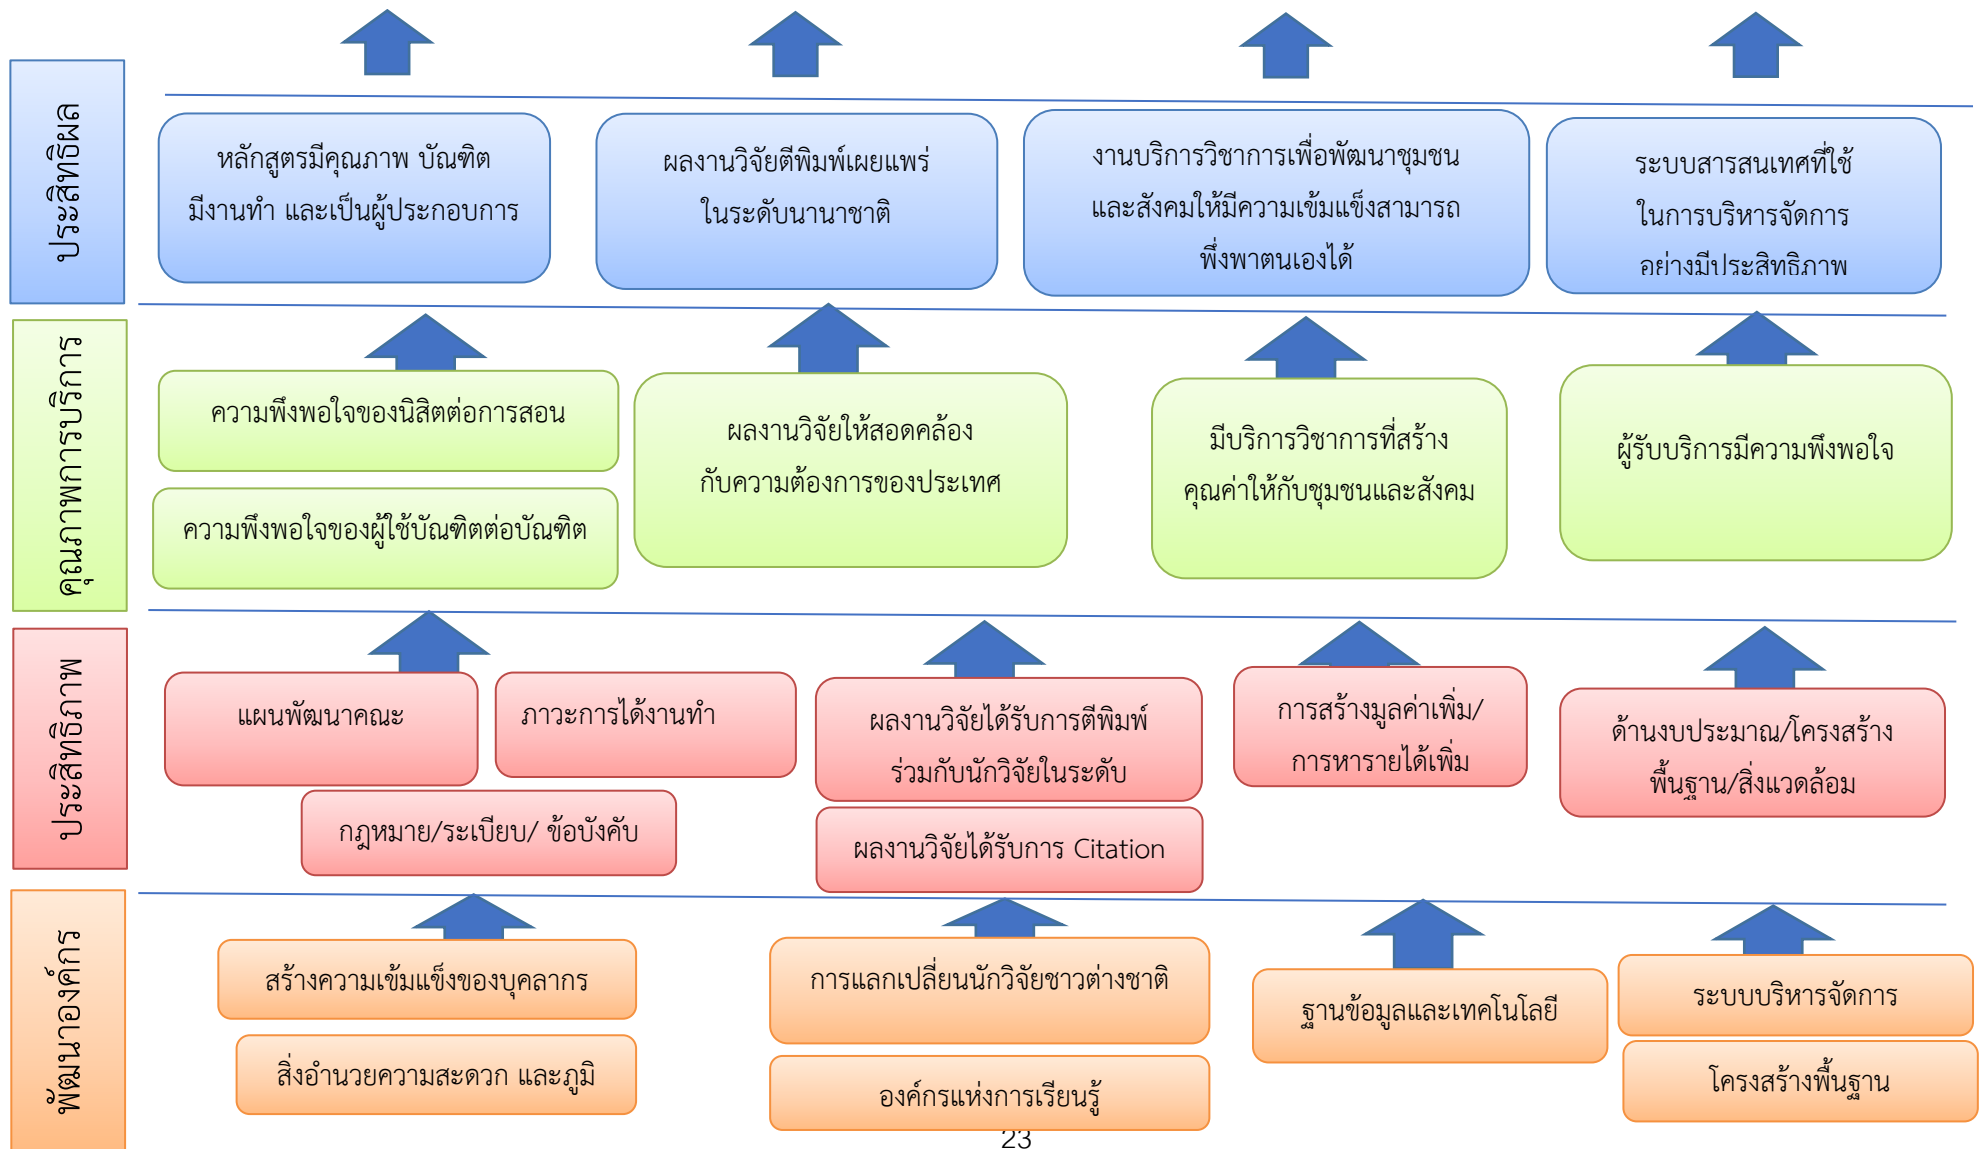 ประสิทธิผล
หลักสูตรมีคุณภาพ บัณฑิต
มีงานทำ และเป็นผู้ประกอบการ
ผลงานวิจัยตีพิมพ์เผยแพร่
ในระดับนานาชาติ
งานบริการวิชาการเพื่อพัฒนาชุมชน
และสังคมให้มีความเข้มแข็งสามารถ
พึ่งพาตนเองได้
ระบบสารสนเทศที่ใช้
ในการบริหารจัดการ
อย่างมีประสิทธิภาพ
คุณภาพการบริการ
ความพึงพอใจของนิสิตต่อการสอน
ความพึงพอใจของผู้ใช้บัณฑิตต่อบัณฑิต
ผลงานวิจัยให้สอดคล้อง
กับความต้องการของประเทศ
มีบริการวิชาการที่สร้าง
คุณค่าให้กับชุมชนและสังคม
ผู้รับบริการมีความพึงพอใจ
ประสิทธิภาพ
แผนพัฒนาคณะ
ภาวะการได้งานทำ
กฎหมาย/ระเบียบ/ ข้อบังคับ
ผลงานวิจัยได้รับการตีพิมพ์
ร่วมกับนักวิจัยในระดับ
ผลงานวิจัยได้รับการ Citation
การสร้างมูลค่าเพิ่ม/
การหารายได้เพิ่ม
ด้านงบประมาณ/โครงสร้าง
พื้นฐาน/สิ่งแวดล้อม
พัฒนาองค์กร
สร้างความเข้มแข็งของบุคลากร
สิ่งอำนวยความสะดวก และภูมิ
การแลกเปลี่ยนนักวิจัยชาวต่างชาติ
องค์กรแห่งการเรียนรู้
ฐานข้อมูลและเทคโนโลยี
ระบบบริหารจัดการ
โครงสร้างพื้นฐาน
23